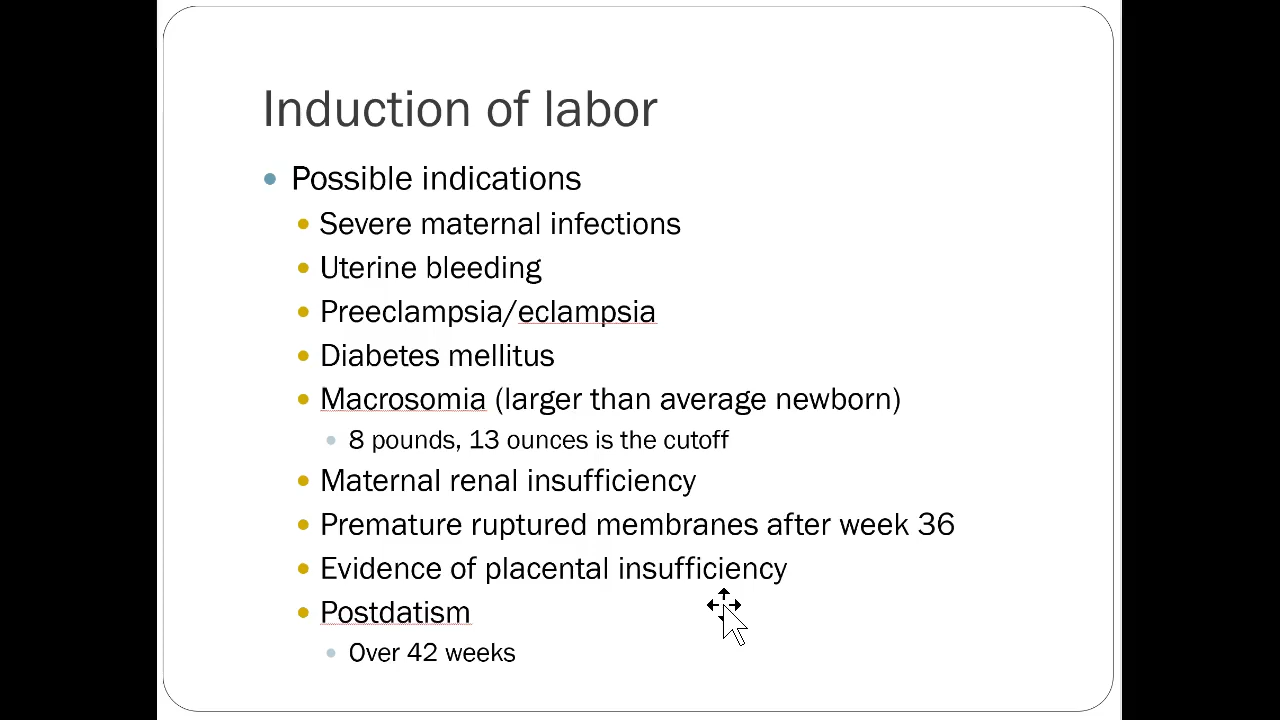 Induction of labor
Possible indications
Severe maternal infections
Uterine bleeding
Preeclampsia/eclampsia
Diabetes mellitus
Macrosomia (larger than average newborn)
8 pounds, 13 ounces is the cutoff
Maternal renal insufficiency
Premature ruptured membranes after week 36
Evidence of placental insufficiency
Postdatism
Over 42 weeks